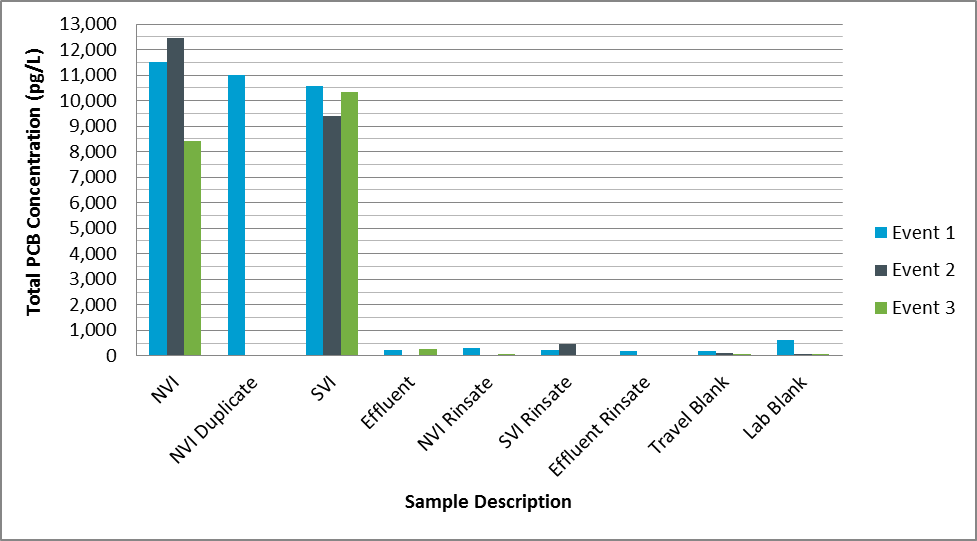 13,000
12,000
11,000
10,000
9,000
8,000
7,000
6,000
5,000
4,000
3,000
2,000
1,000
0
Total PCB Concentration (pg/L)
NVI
NVI Duplicate
SVI
Effluent
NVI Rinsate
SVI Rinsate
Effluent Rinsate
Travel Blank
Lab Blank
Sample Description
Event 1
Event 2
Event 3